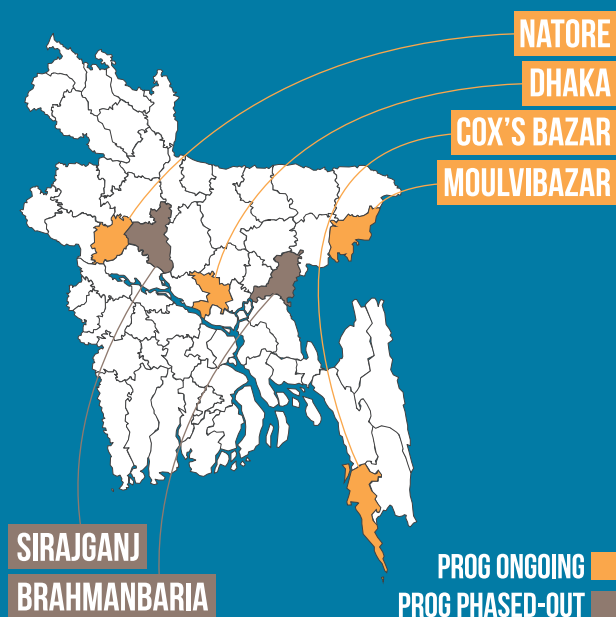 NATORE
DHAKA
COX'S BAZAR
MOULVIBAZAR
SIRAJGANJ
BRAHMANBARIA
PROG ONGOING
PROG PHASED-OUT